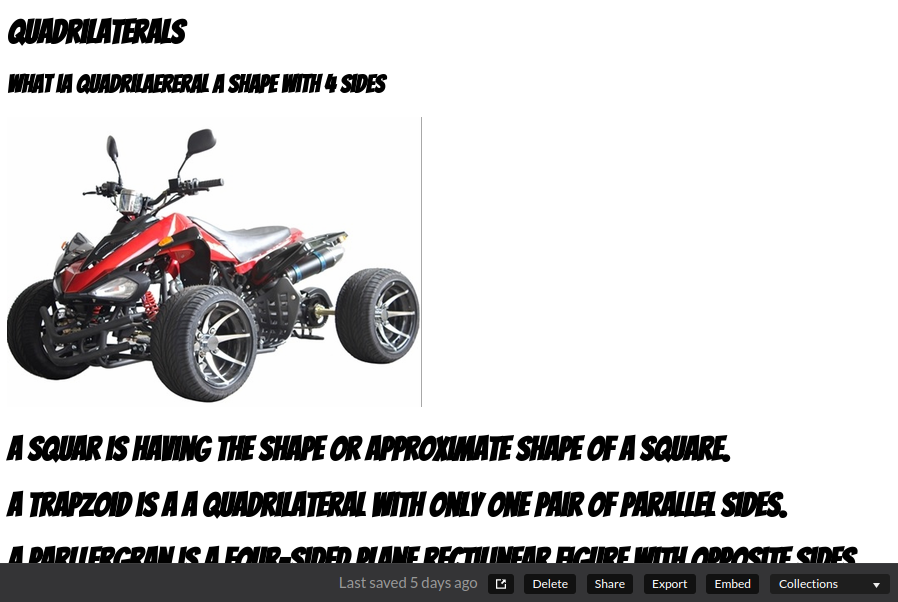 QUADRILATERALS
WHAT IA QUADRILAERERAL A SHAPE WITH 4 SIDES
A SQUAR IS HAVING THE SHAPE OR APPROXIMATE SHAPE OF A SQUARE.
A TRAPZOID IS A A QUADRILATERAL WITH ONLY ONE PAIR OF PARALLEL SIDES.
A PARLLERGRAN IS A FOUR-SIDED PLANE RECTILINEAR FIGURE WITH OPPOSITE SIDES
Last saved 5 days ago Delete Share Export Embed Collections